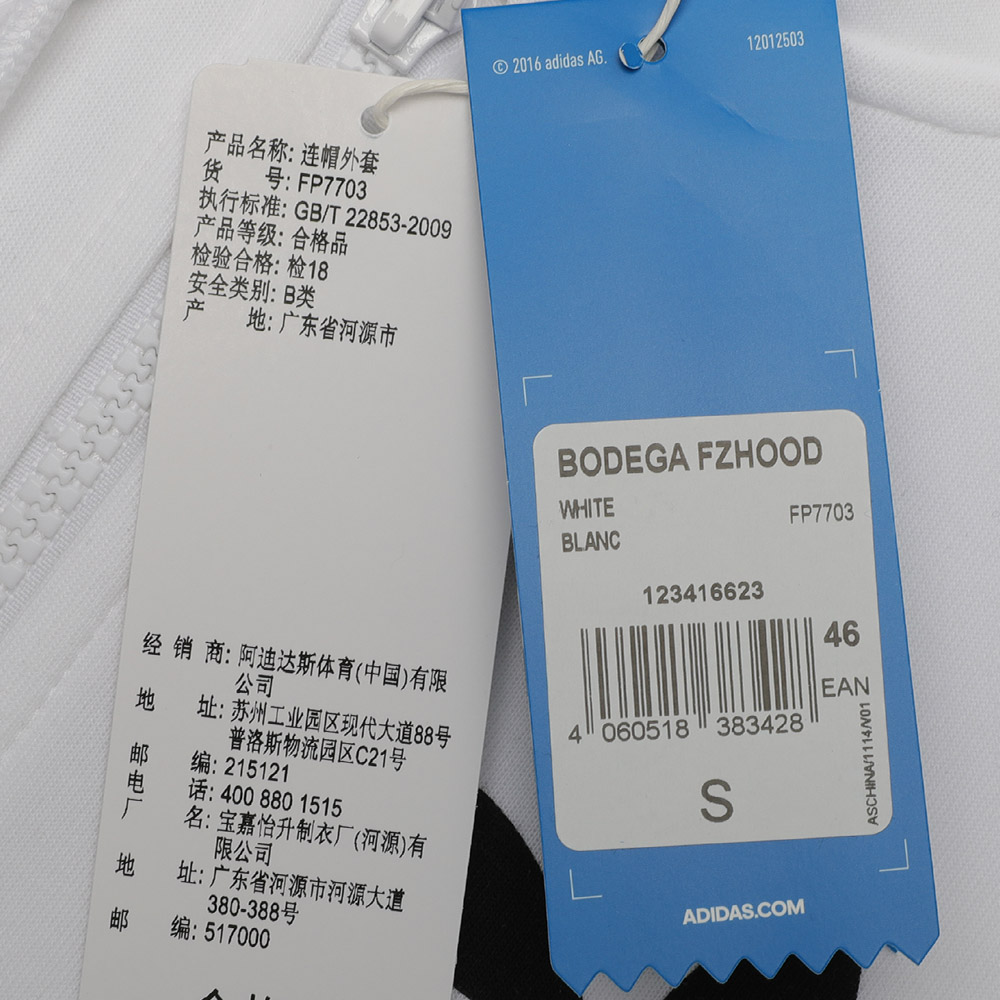 产品名称: 连帽外套
货 号: FP7703
执行标准: GB/T 22853-2009
产品等级: 合格品
检验合格: 检18
安全类别: B类
产 地: 广东省河源市
经 销 商: 阿迪达斯体育(中国)有限
公司
地 址: 苏州工业园区现代大道88号
普洛斯物流园区C21号
邮 编: 215121
电 话: 400 880 1515
厂 名: 宝嘉怡升制衣厂(河源)有
限公司
地 址: 广东省河源市河源大道
380-388号
邮 编: 517000
© 2016 adidas AG.
12012503
BODEGA FZHOOD
WHITE
FP7703
BLANC
123416623
46
EAN
4 060518 383428
S
ASCHINA/1114/V01
ADIDAS.COM